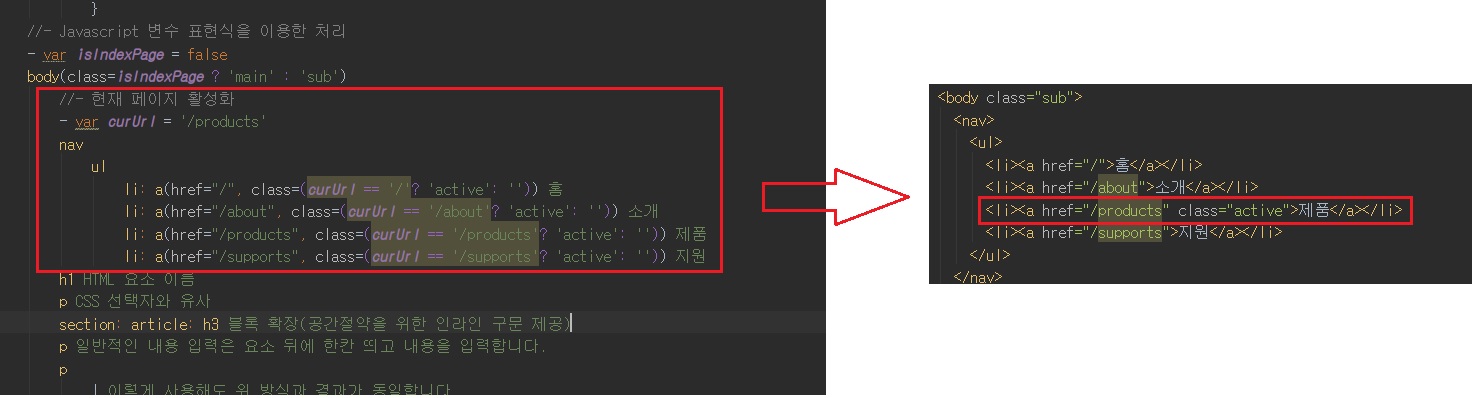 }
//- Javascript 변수 표현식을 이용한 처리
- var isIndexPage = false
body(class=isIndexPage ? 'main' : 'sub')
//- 현재 페이지 활성화
- var curUrl = '/products'
nav
ul
li: a(href="/", class=(curUrl == '/'? 'active': '')) 홈
li: a(href="/about", class=(curUrl == '/about'? 'active': '')) 소개
li: a(href="/products", class=(curUrl == '/products'? 'active': '')) 제품
li: a(href="/supports", class=(curUrl == '/supports'? 'active': '')) 지원
h1 HTML 요소 이름
p CSS 선택자와 유사
section: article: h3 블록 확장(공간절약을 위한 인라인 구문 제공)
p 일반적인 내용 입력은 요소 뒤에 한칸 띄고 내용을 입력합니다.
p
| 이렇게 사용해도 위 방식과 결과가 동일합니다
<body class="sub">
<nav>
<ul>
<li><a href="/">홈</a></li>
<li><a href="/about">소개</a></li>
<li><a href="/products" class="active">제품</a></li>
<li><a href="/supports">지원</a></li>
</ul>
</nav>